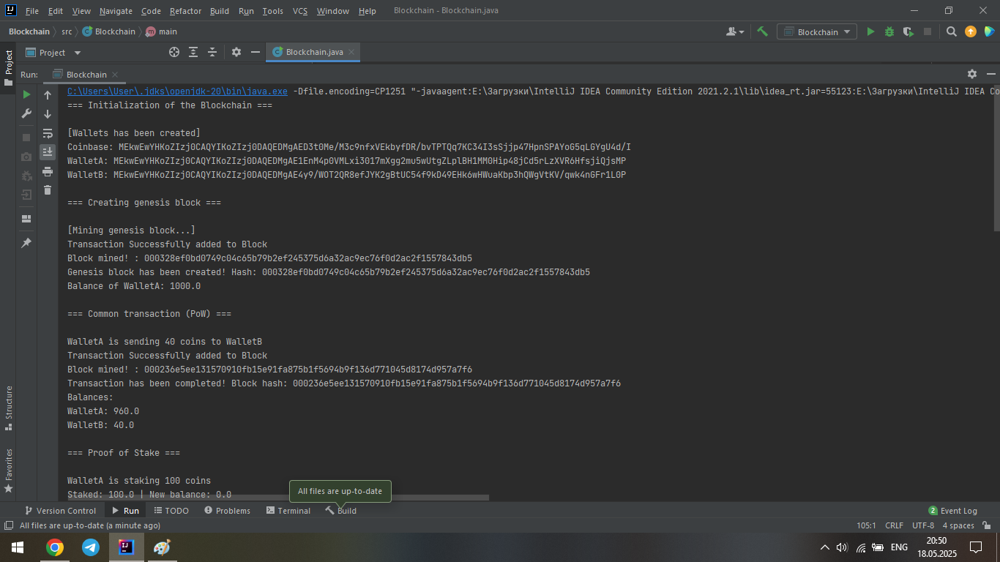 File Edit View Navigate Code Refactor Build Run Tools VCS Window Help Blockchain - Blockchain.java
Blockchain src Blockchain main Blockchain
Project Project Blockchain.java
Run: Blockchain
C:\Users\User\.jdks\openjdk-20\bin\java.exe -Dfile.encoding=CP1251 "-javaagent:E:\Загрузки\IntelliJ IDEA Community Edition 2021.2.1\lib\idea_rt.jar=55123:E:\Загрузки\IntelliJ IDEA Co
=== Initialization of the Blockchain ===
[Wallets has been created]
Coinbase: MEkwEwYHKoZIzj0CAQYIKoZIzj0DAQEDMgAED3t0Me/M3c9nfxVEkbyfDR/bvTPTQq7KC34I3sSjjp47HpnSPAYoG5qLGYgU4d/I
WalletA: MEkwEwYHKoZIzj0CAQYIKoZIzj0DAQEDMgAE1EnM4p0VMLxi3017mXgg2mu5wUtgZLplBH1MM0Hip48jCd5rLzXVR6HfsjiQjsMP
WalletB: MEkwEwYHKoZIzj0CAQYIKoZIzj0DAQEDMgAE4y9/WOT2QR8efJYK2gBtUC54f9kD49EHk6wHWuaKbp3hQWgVtKV/qwk4nGFr1L0P
=== Creating genesis block ===
[Mining genesis block...]
Transaction Successfully added to Block
Block mined! : 000328ef0bd0749c04c65b79b2ef245375d6a32ac9ec76f0d2ac2f1557843db5
Genesis block has been created! Hash: 000328ef0bd0749c04c65b79b2ef245375d6a32ac9ec76f0d2ac2f1557843db5
Balance of WalletA: 1000.0
=== Common transaction (PoW) ===
WalletA is sending 40 coins to WalletB
Transaction Successfully added to Block
Block mined! : 000236e5ee131570910fb15e91fa875b1f5694b9f136d771045d8174d957a7f6
Transaction has been completed! Block hash: 000236e5ee131570910fb15e91fa875b1f5694b9f136d771045d8174d957a7f6
Balances:
WalletA: 960.0
WalletB: 40.0
=== Proof of Stake ===
WalletA is staking 100 coins
Staked: 100.0 | New balance: 0.0
All files are up-to-date
Structure
Favorites
Version Control Run TODO Problems Terminal Build 2 Event Log
All files are up-to-date (a minute ago) 105:1 CRLF UTF-8 4 spaces
ENG 20:50
18.05.2025